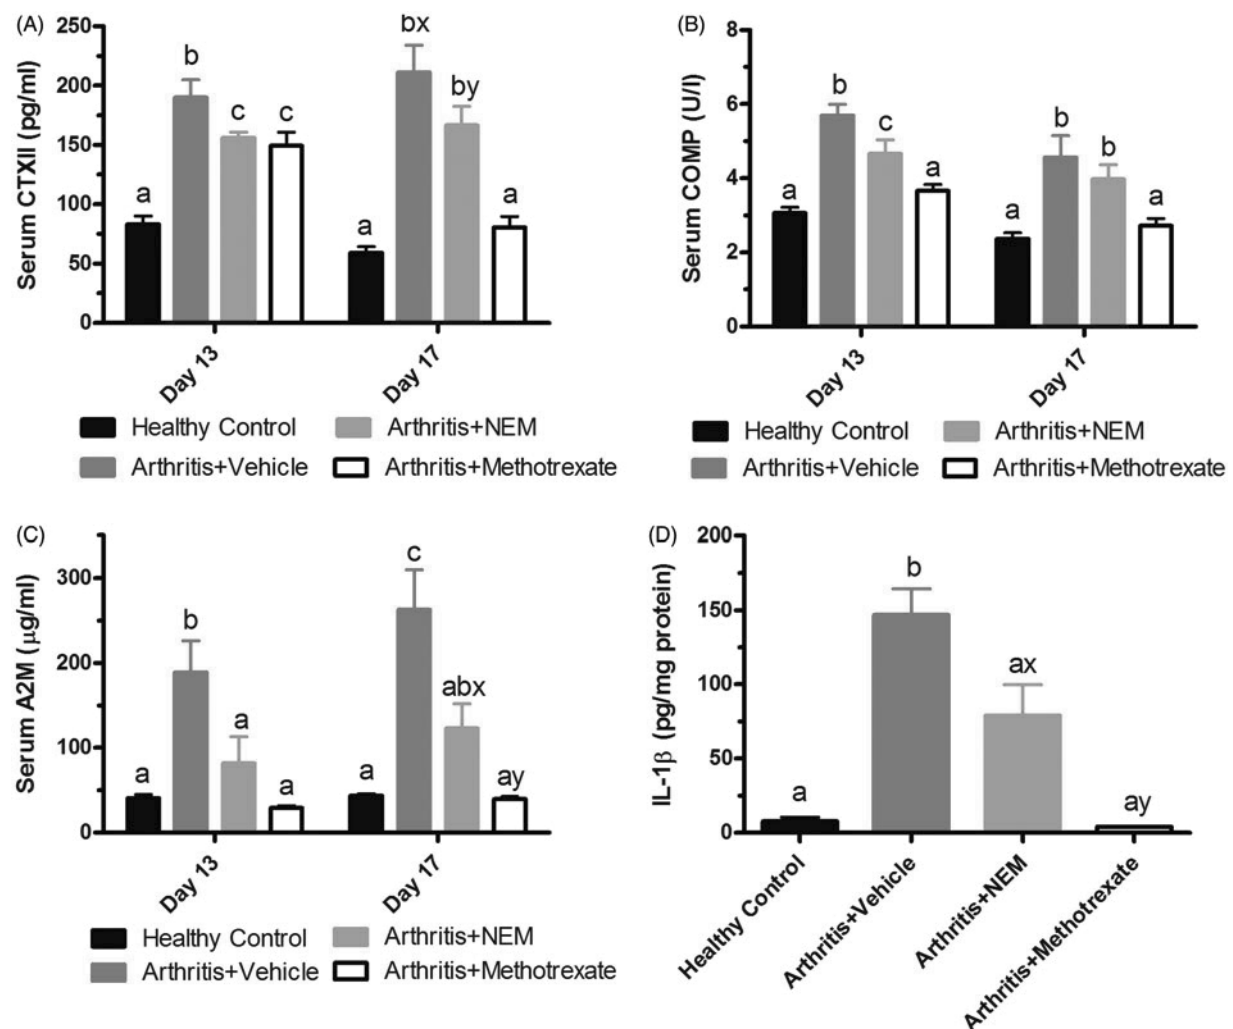 (A)
Serum CTXII (pg/ml)
250
200
150
100
50
0
a
b
c
c
a
bx
by
a
Day 13
Day 17
Healthy Control
Arthritis+NEM
Arthritis+Vehicle
Arthritis+Methotrexate
(B)
Serum COMP (U/l)
8
6
4
2
0
a
b
c
a
a
b
b
a
Day 13
Day 17
Healthy Control
Arthritis+NEM
Arthritis+Vehicle
Arthritis+Methotrexate
(C)
Serum A2M (μg/ml)
300
200
100
0
a
b
a
a
a
c
abx
ay
Day 13
Day 17
Healthy Control
Arthritis+NEM
Arthritis+Vehicle
Arthritis+Methotrexate
(D)
IL-1β (pg/mg protein)
200
150
100
50
0
a
b
ax
ay
Healthy Control
Arthritis+Vehicle
Arthritis+NEM
Arthritis+Methotrexate